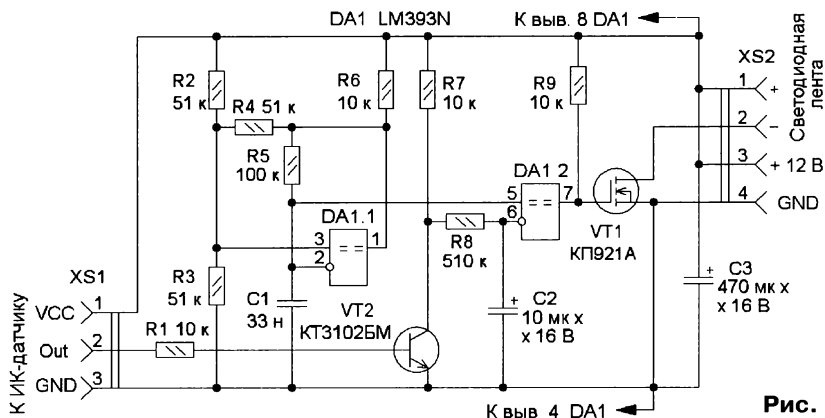 DA1 LM393N
К выв. 8 DA1
XS2
R2
51 к
R4 51 к
R6
10 к
R7
10 к
R9
10 к
1
+
2
−
3
+ 12 В
4
GND
Светодиодная
лента
R5
100 к
DA1.1
3
2
1
DA1 2
5
6
7
R8
510 к
VT1
КП921А
XS1
R3
51 к
C1
33 н
VT2
КТ3102БМ
C2
10 мк х
х 16 В
C3
470 мк х
х 16 В
+
+
VCC
1
Out
2
GND
3
R1 10 к
К ИК-датчику
К выв 4 DA1
Рис.